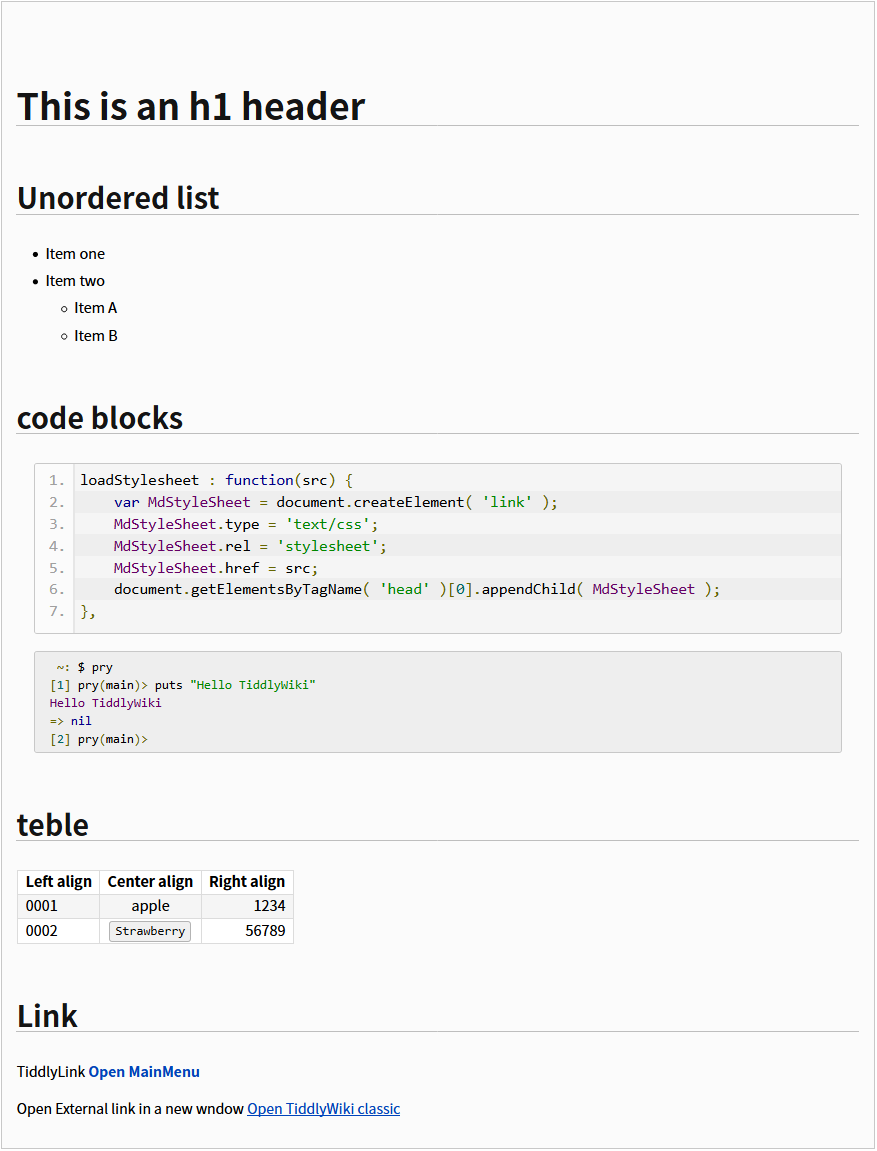 This is an h1 header
Unordered list
• Item one
• Item two
◦ Item A
◦ Item B
code blocks
1. loadStylesheet : function(src) {
2.     var MdStyleSheet = document.createElement( 'link' );
3.     MdStyleSheet.type = 'text/css';
4.     MdStyleSheet.rel = 'stylesheet';
5.     MdStyleSheet.href = src;
6.     document.getElementsByTagName( 'head' )[0].appendChild( MdStyleSheet );
7. },
~: $ pry
[1] pry(main)> puts "Hello TiddlyWiki"
Hello TiddlyWiki
=> nil
[2] pry(main)>
teble
Left align Center align Right align
0001 apple 1234
0002 Strawberry 56789
Link
TiddlyLink Open MainMenu
Open External link in a new wndow Open TiddlyWiki classic